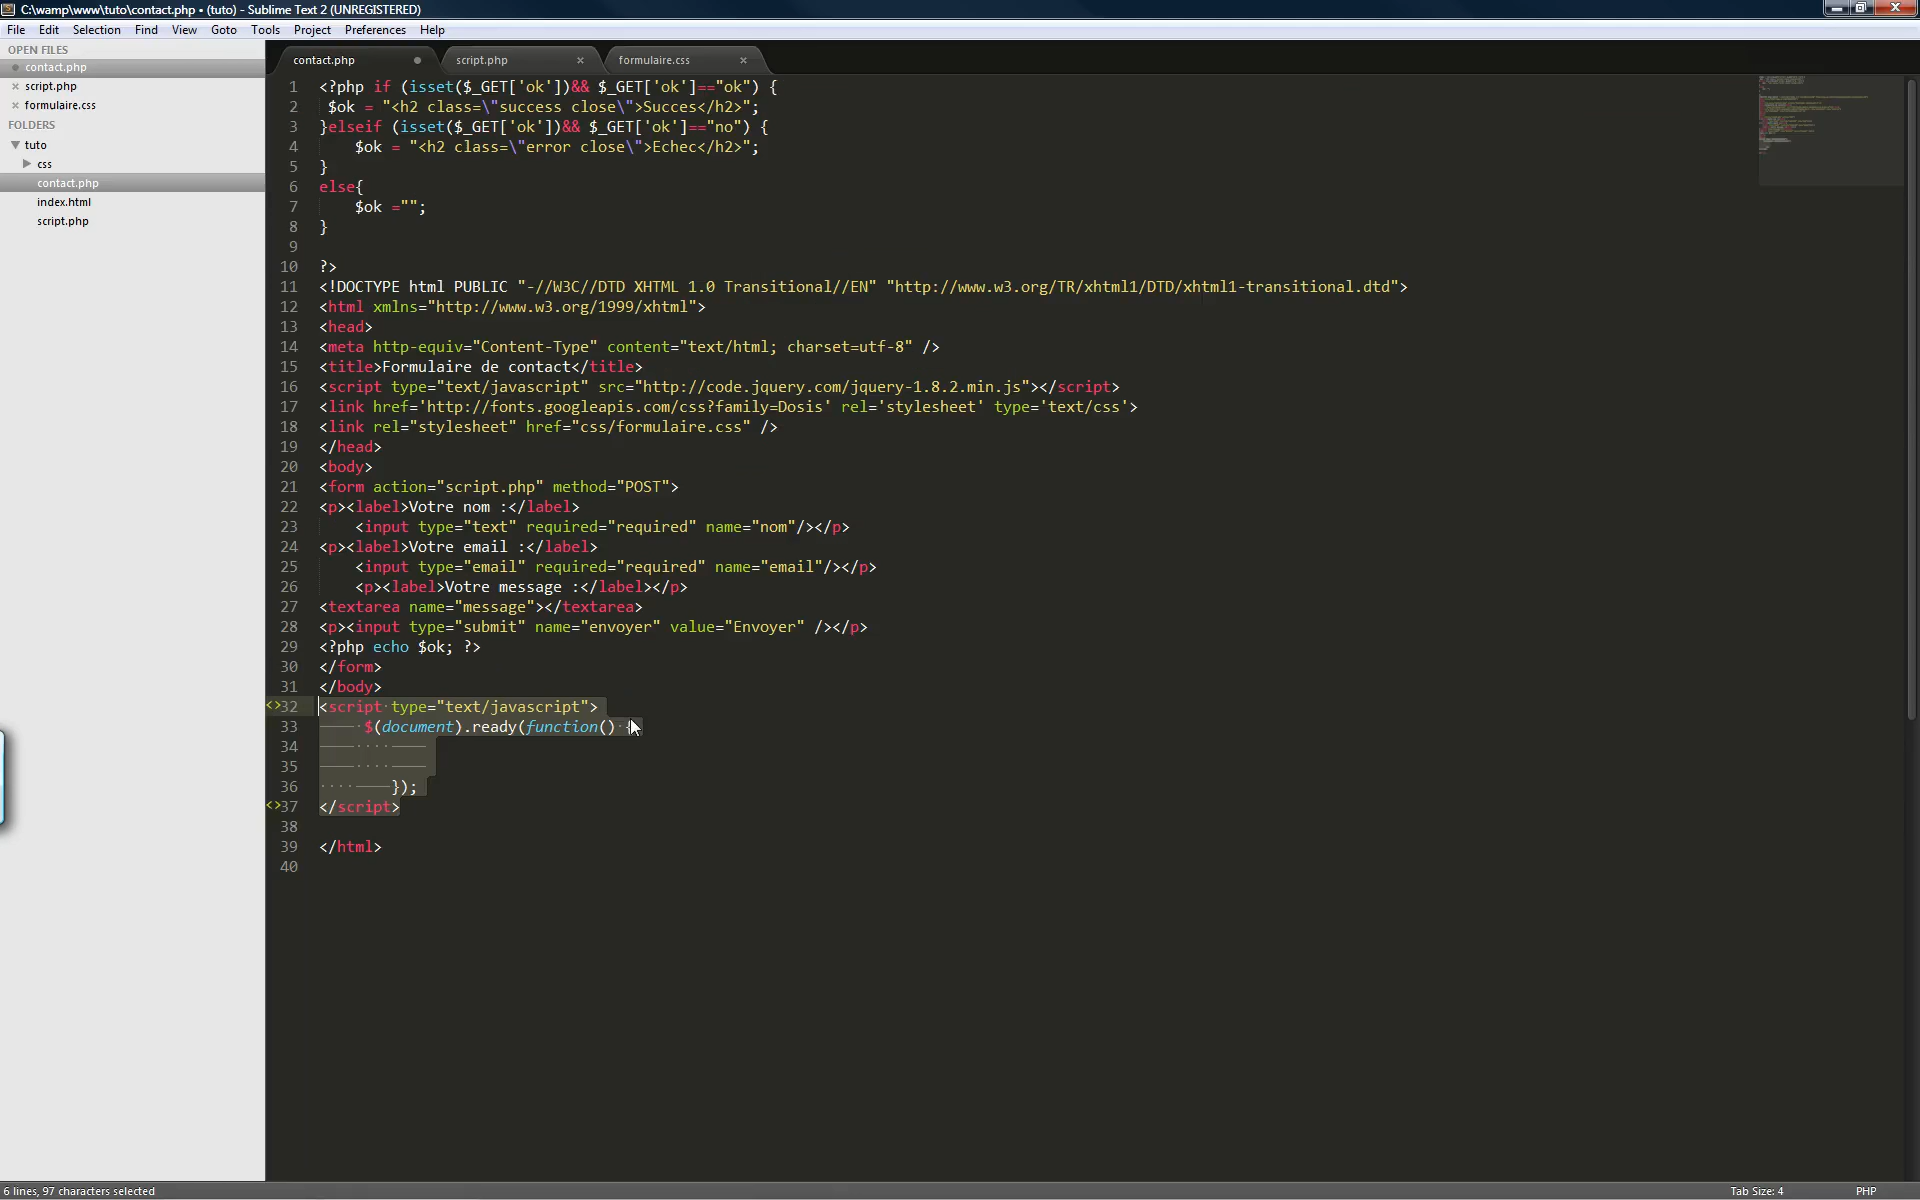 C:\wamp\www\tuto\contact.php • (tuto) - Sublime Text 2 (UNREGISTERED)
File Edit Selection Find View Goto Tools Project Preferences Help
OPEN FILES
contact.php
script.php
formulaire.css
FOLDERS
tuto
css
contact.php
index.html
script.php
contact.php script.php formulaire.css
1 <?php if (isset($_GET['ok'])&& $_GET['ok']=="ok") {
2 $ok = "<h2 class=\"success close\">Succes</h2>";
3 }elseif (isset($_GET['ok'])&& $_GET['ok']=="no") {
4 $ok = "<h2 class=\"error close\">Echec</h2>";
5 }
6 else{
7 $ok ="";
8 }
9
10 ?>
11 <!DOCTYPE html PUBLIC "-//W3C//DTD XHTML 1.0 Transitional//EN" "http://www.w3.org/TR/xhtml1/DTD/xhtml1-transitional.dtd">
12 <html xmlns="http://www.w3.org/1999/xhtml">
13 <head>
14 <meta http-equiv="Content-Type" content="text/html; charset=utf-8" />
15 <title>Formulaire de contact</title>
16 <script type="text/javascript" src="http://code.jquery.com/jquery-1.8.2.min.js"></script>
17 <link href='http://fonts.googleapis.com/css?family=Dosis' rel='stylesheet' type='text/css'>
18 <link rel="stylesheet" href="css/formulaire.css" />
19 </head>
20 <body>
21 <form action="script.php" method="POST">
22 <p><label>Votre nom :</label>
23 <input type="text" required="required" name="nom"/></p>
24 <p><label>Votre email :</label>
25 <input type="email" required="required" name="email"/></p>
26 <p><label>Votre message :</label></p>
27 <textarea name="message"></textarea>
28 <p><input type="submit" name="envoyer" value="Envoyer" /></p>
29 <?php echo $ok; ?>
30 </form>
31 </body>
32 <script type="text/javascript">
33 $(document).ready(function() {
34
35
36 });
37 </script>
38
39 </html>
40
6 lines, 97 characters selected Tab Size: 4 PHP